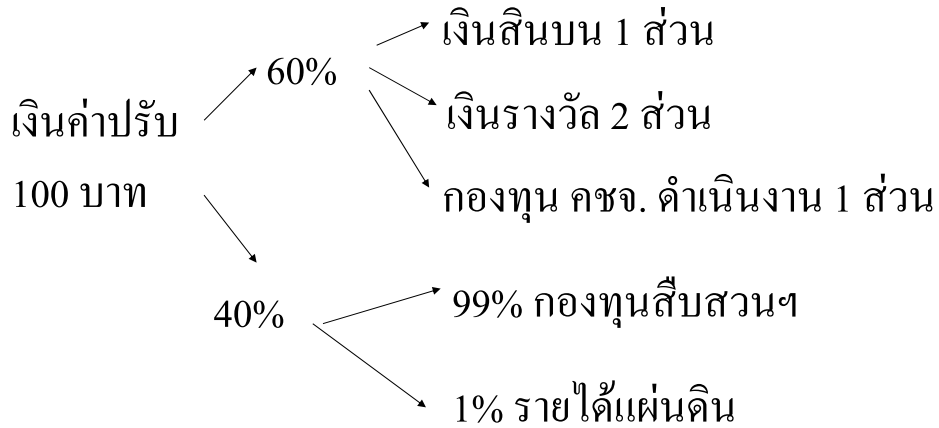 เงินค่าปรับ
100 บาท
60%
เงินสินบน 1 ส่วน
เงินรางวัล 2 ส่วน
กองทุน คชจ. ดำเนินงาน 1 ส่วน
40%
99% กองทุนสืบสวนฯ
1% รายได้แผ่นดิน